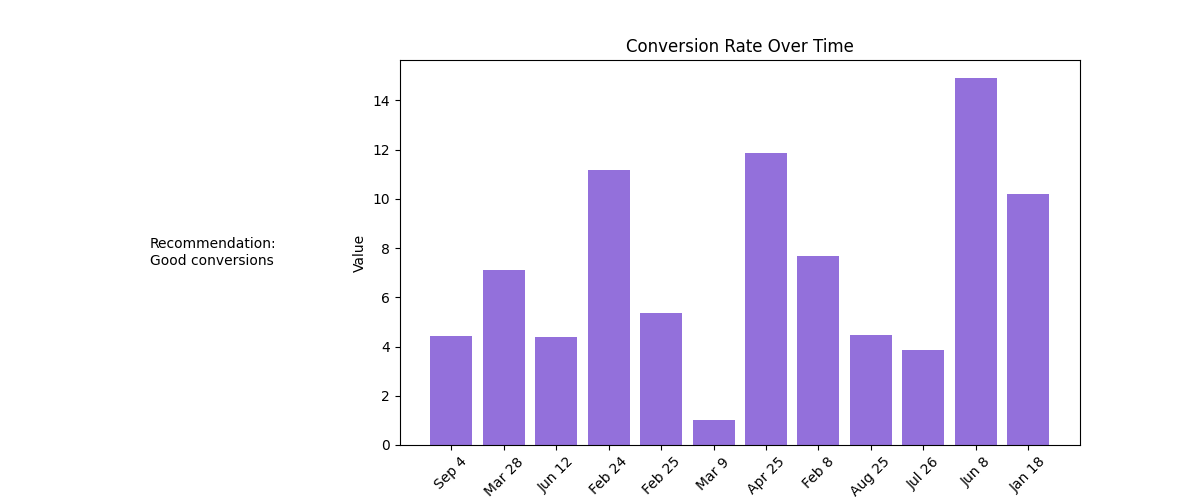 Conversion Rate Over Time
Recommendation:
Good conversions
Value
14
12
10
8
6
4
2
0
Sep 4
Mar 28
Jun 12
Feb 24
Feb 25
Mar 9
Apr 25
Feb 8
Aug 25
Jul 26
Jun 8
Jan 18